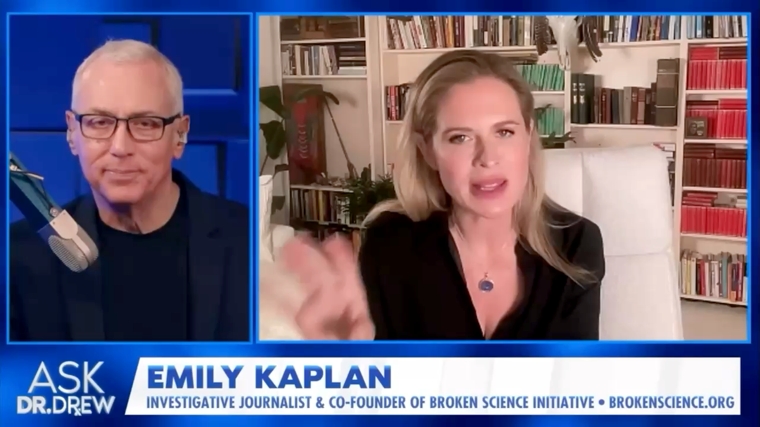 ASK
DR.DREW
EMILY KAPLAN
INVESTIGATIVE JOURNALIST & CO-FOUNDER OF BROKEN SCIENCE INITIATIVE • BROKENSCIENCE.ORG